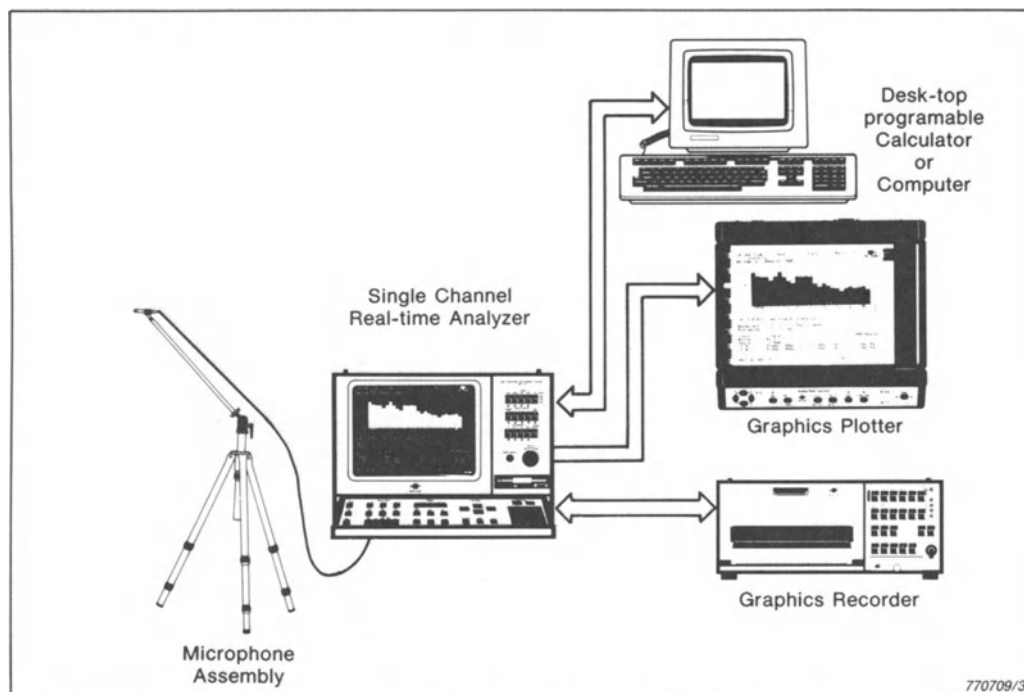 Desk-top
programable
Calculator
or
Computer
Single Channel
Real-time Analyzer
Graphics Plotter
Graphics Recorder
Microphone
Assembly
770709/3